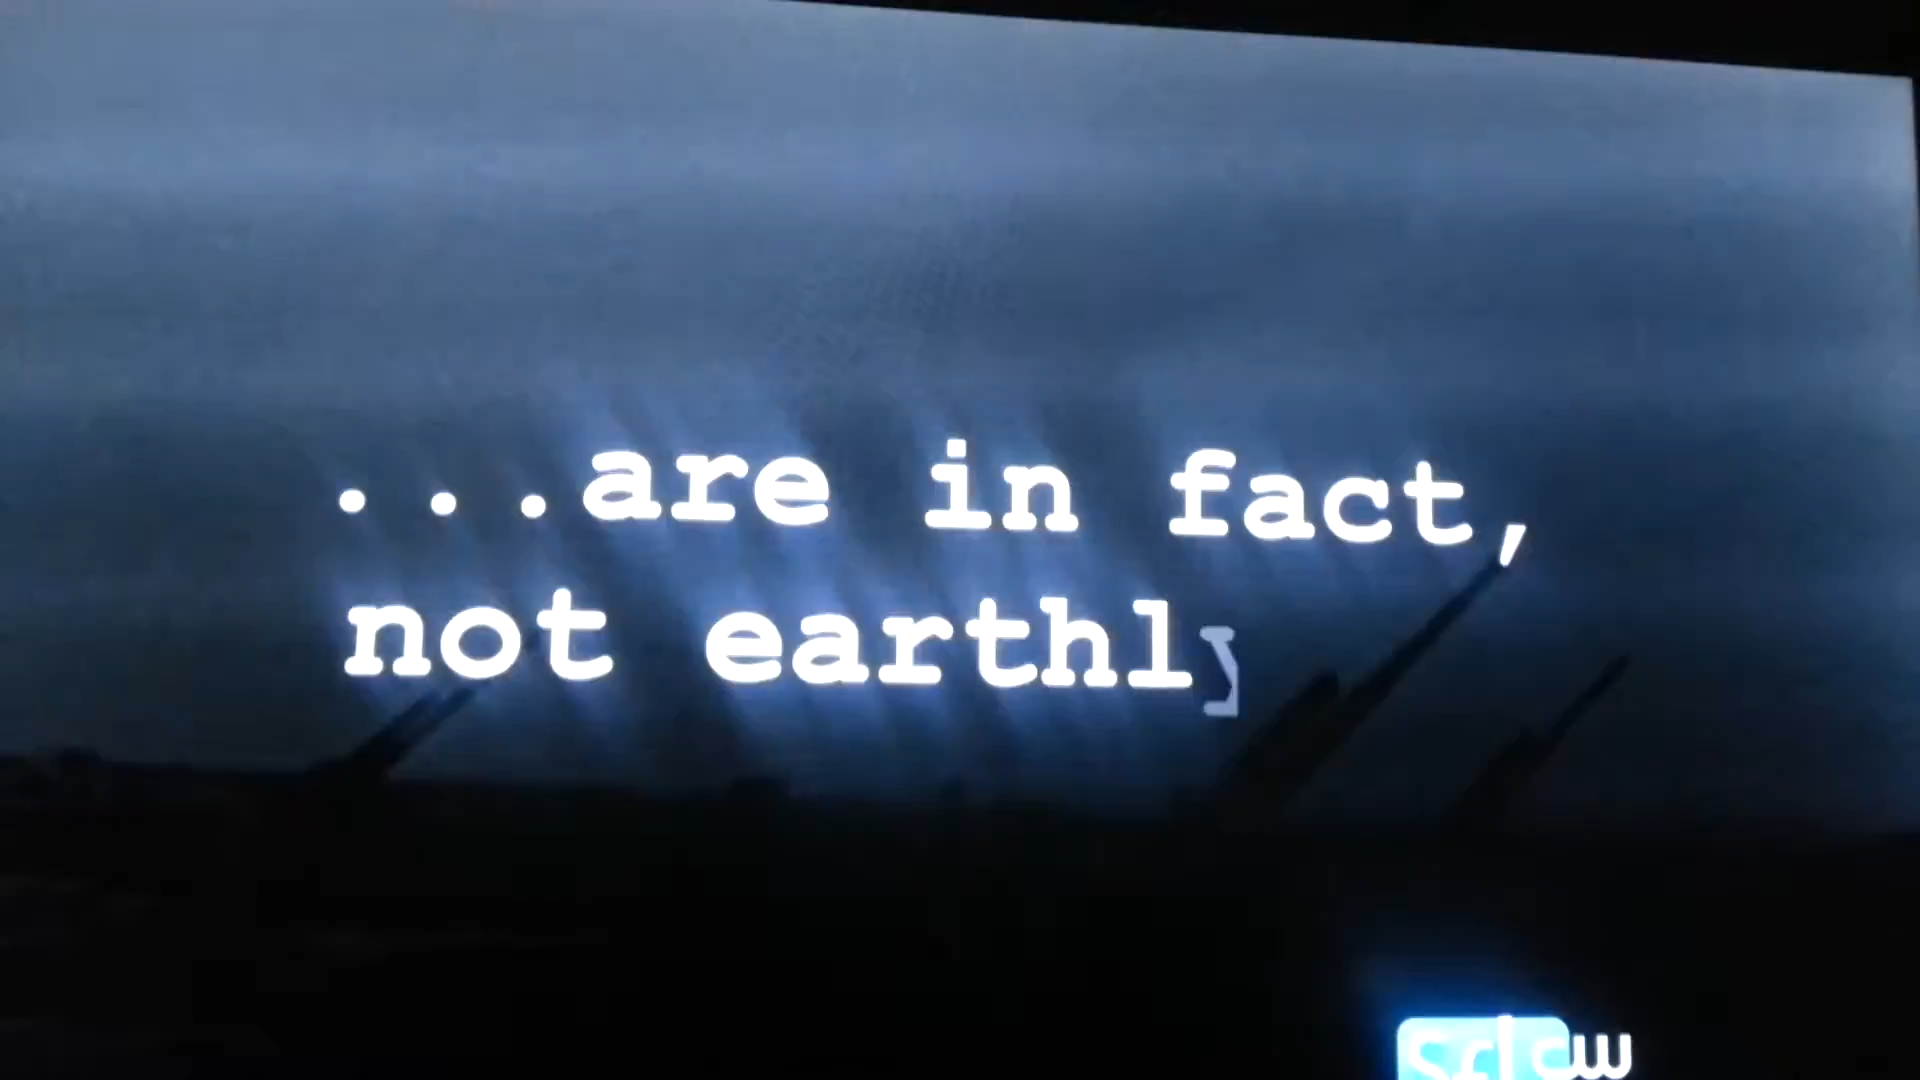 ...are in fact,
not earthl